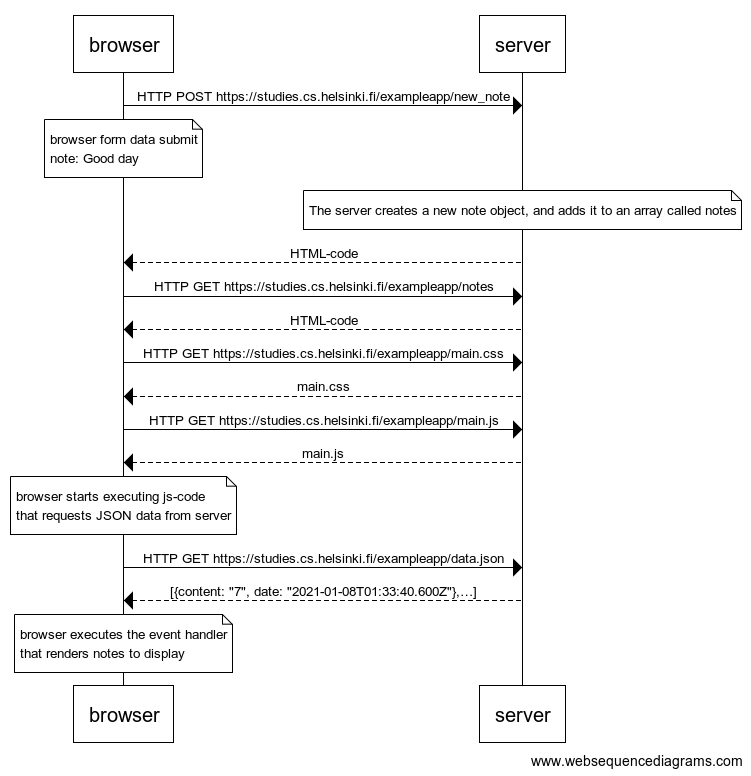 browser
server
HTTP POST https://studies.cs.helsinki.fi/exampleapp/new_note
browser form data submit
note: Good day
The server creates a new note object, and adds it to an array called notes
HTML-code
HTTP GET https://studies.cs.helsinki.fi/exampleapp/notes
HTML-code
HTTP GET https://studies.cs.helsinki.fi/exampleapp/main.css
main.css
HTTP GET https://studies.cs.helsinki.fi/exampleapp/main.js
main.js
browser starts executing js-code
that requests JSON data from server
HTTP GET https://studies.cs.helsinki.fi/exampleapp/data.json
[{content: "7", date: "2021-01-08T01:33:40.600Z"},...]
browser executes the event handler
that renders notes to display
browser
server
www.websequencediagrams.com